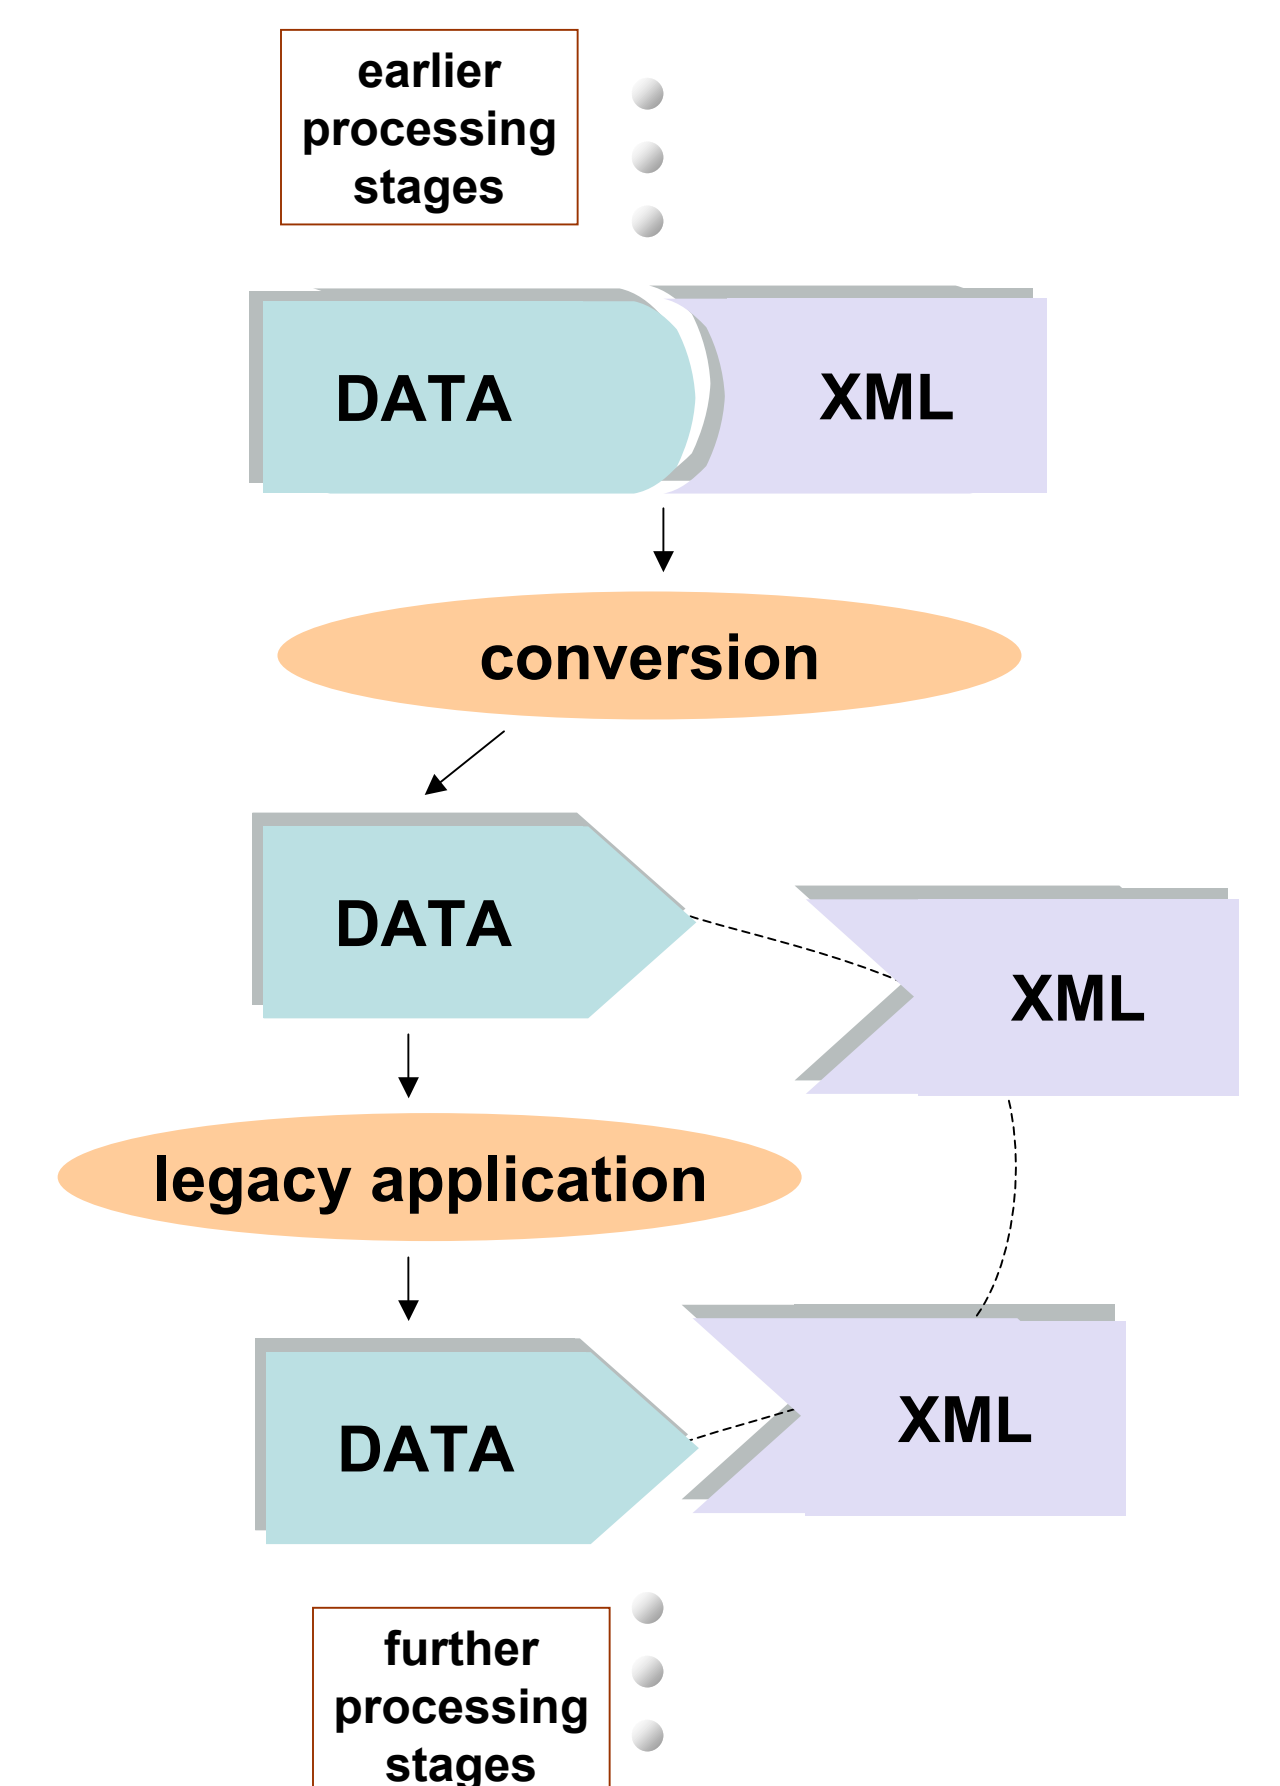 earlier
processing
stages
DATA
XML
conversion
DATA
XML
legacy application
DATA
XML
further
processing
stages